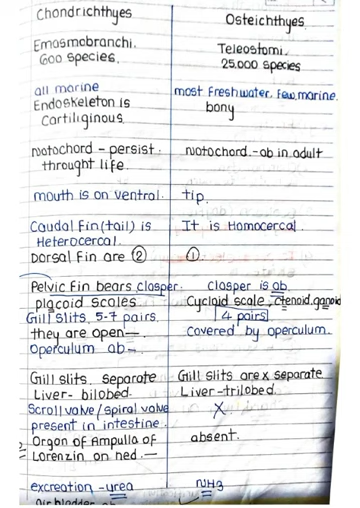 Chondrichthyes
Osteichthyes
Emasmobranchi.
600 species.
Teleostomi.
25.000 species
all marine
Endoskeleton is
Cartiliginous
most freshwater, few marine.
bony
Notochord - persist.
throught life.
Notochord. - ab in adult
mouth is on ventral.
tip.
Caudal fin (tail) is
Heterocercal.
It is Homocercal.
Dorsal fin are ②
①
Pelvic fin bears clasper.
Clasper is ab.
placoid scales
Cycloid scale, ctenoid, ganoid
Gill slits. 5-7 pairs.
4 pairs
they are open—
Operculum ab—
covered by operculum.
Gill slits. separate
Gill slits are x separate
Liver- bilobed.
Liver-trilobed.
Scroll valve/spiral valve
present in intestine.
X
Organ of Ampulla of
Lorenzin on hed.—
absent.
excreation -urea
NH3
Air bladder